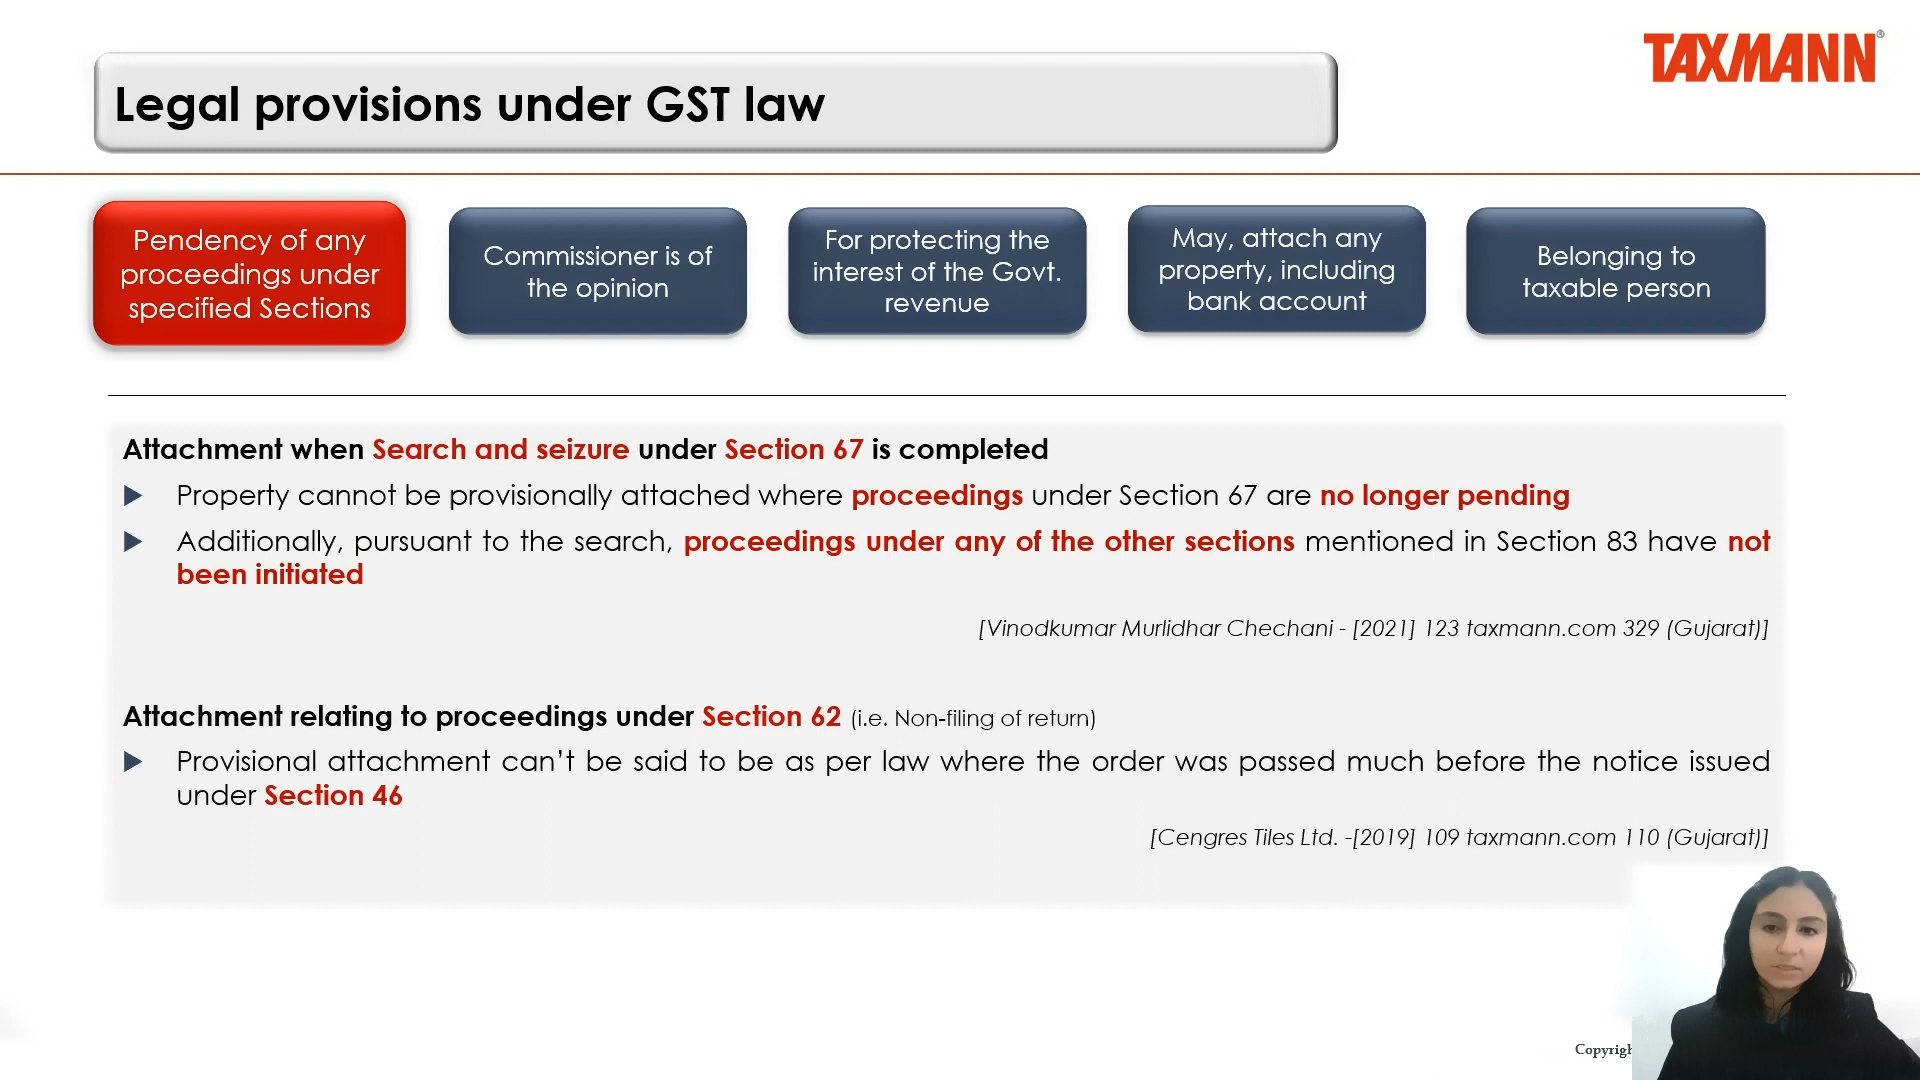 TAXMANN®
Legal provisions under GST law
Pendency of any
proceedings under
specified Sections
Commissioner is of
the opinion
For protecting the
interest of the Govt.
revenue
May, attach any
property, including
bank account
Belonging to
taxable person
Attachment when Search and seizure under Section 67 is completed
Property cannot be provisionally attached where proceedings under Section 67 are no longer pending
Additionally, pursuant to the search, proceedings under any of the other sections mentioned in Section 83 have not
been initiated
[Vinodkumar Murlidhar Chechani - [2021] 123 taxmann.com 329 (Gujarat)]
Attachment relating to proceedings under Section 62 (i.e. Non-filing of return)
Provisional attachment can't be said to be as per law where the order was passed much before the notice issued
under Section 46
[Cengres Tiles Ltd. -[2019] 109 taxmann.com 110 (Gujarat)]